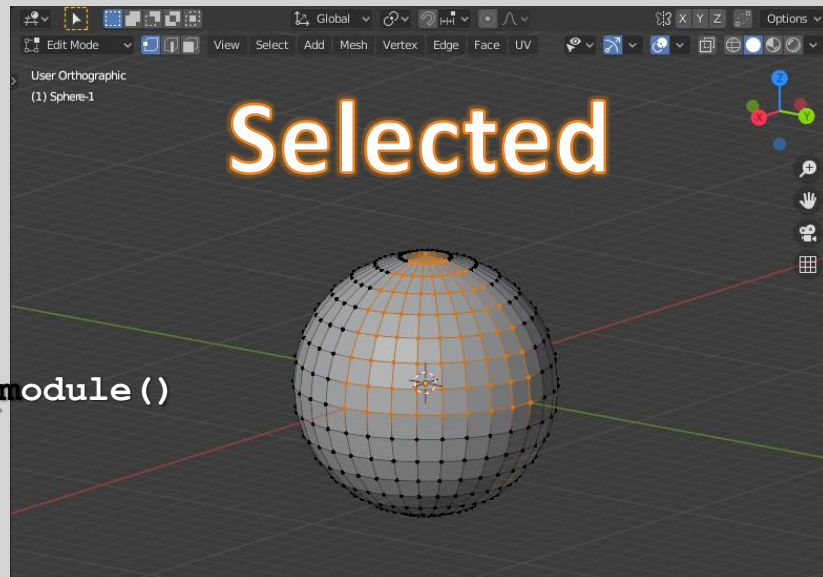 Global
X Y Z
Options
Edit Mode
View Select Add Mesh Vertex Edge Face UV
User Orthographic
(1) Sphere-1
Z
X
Y
Selected
module()